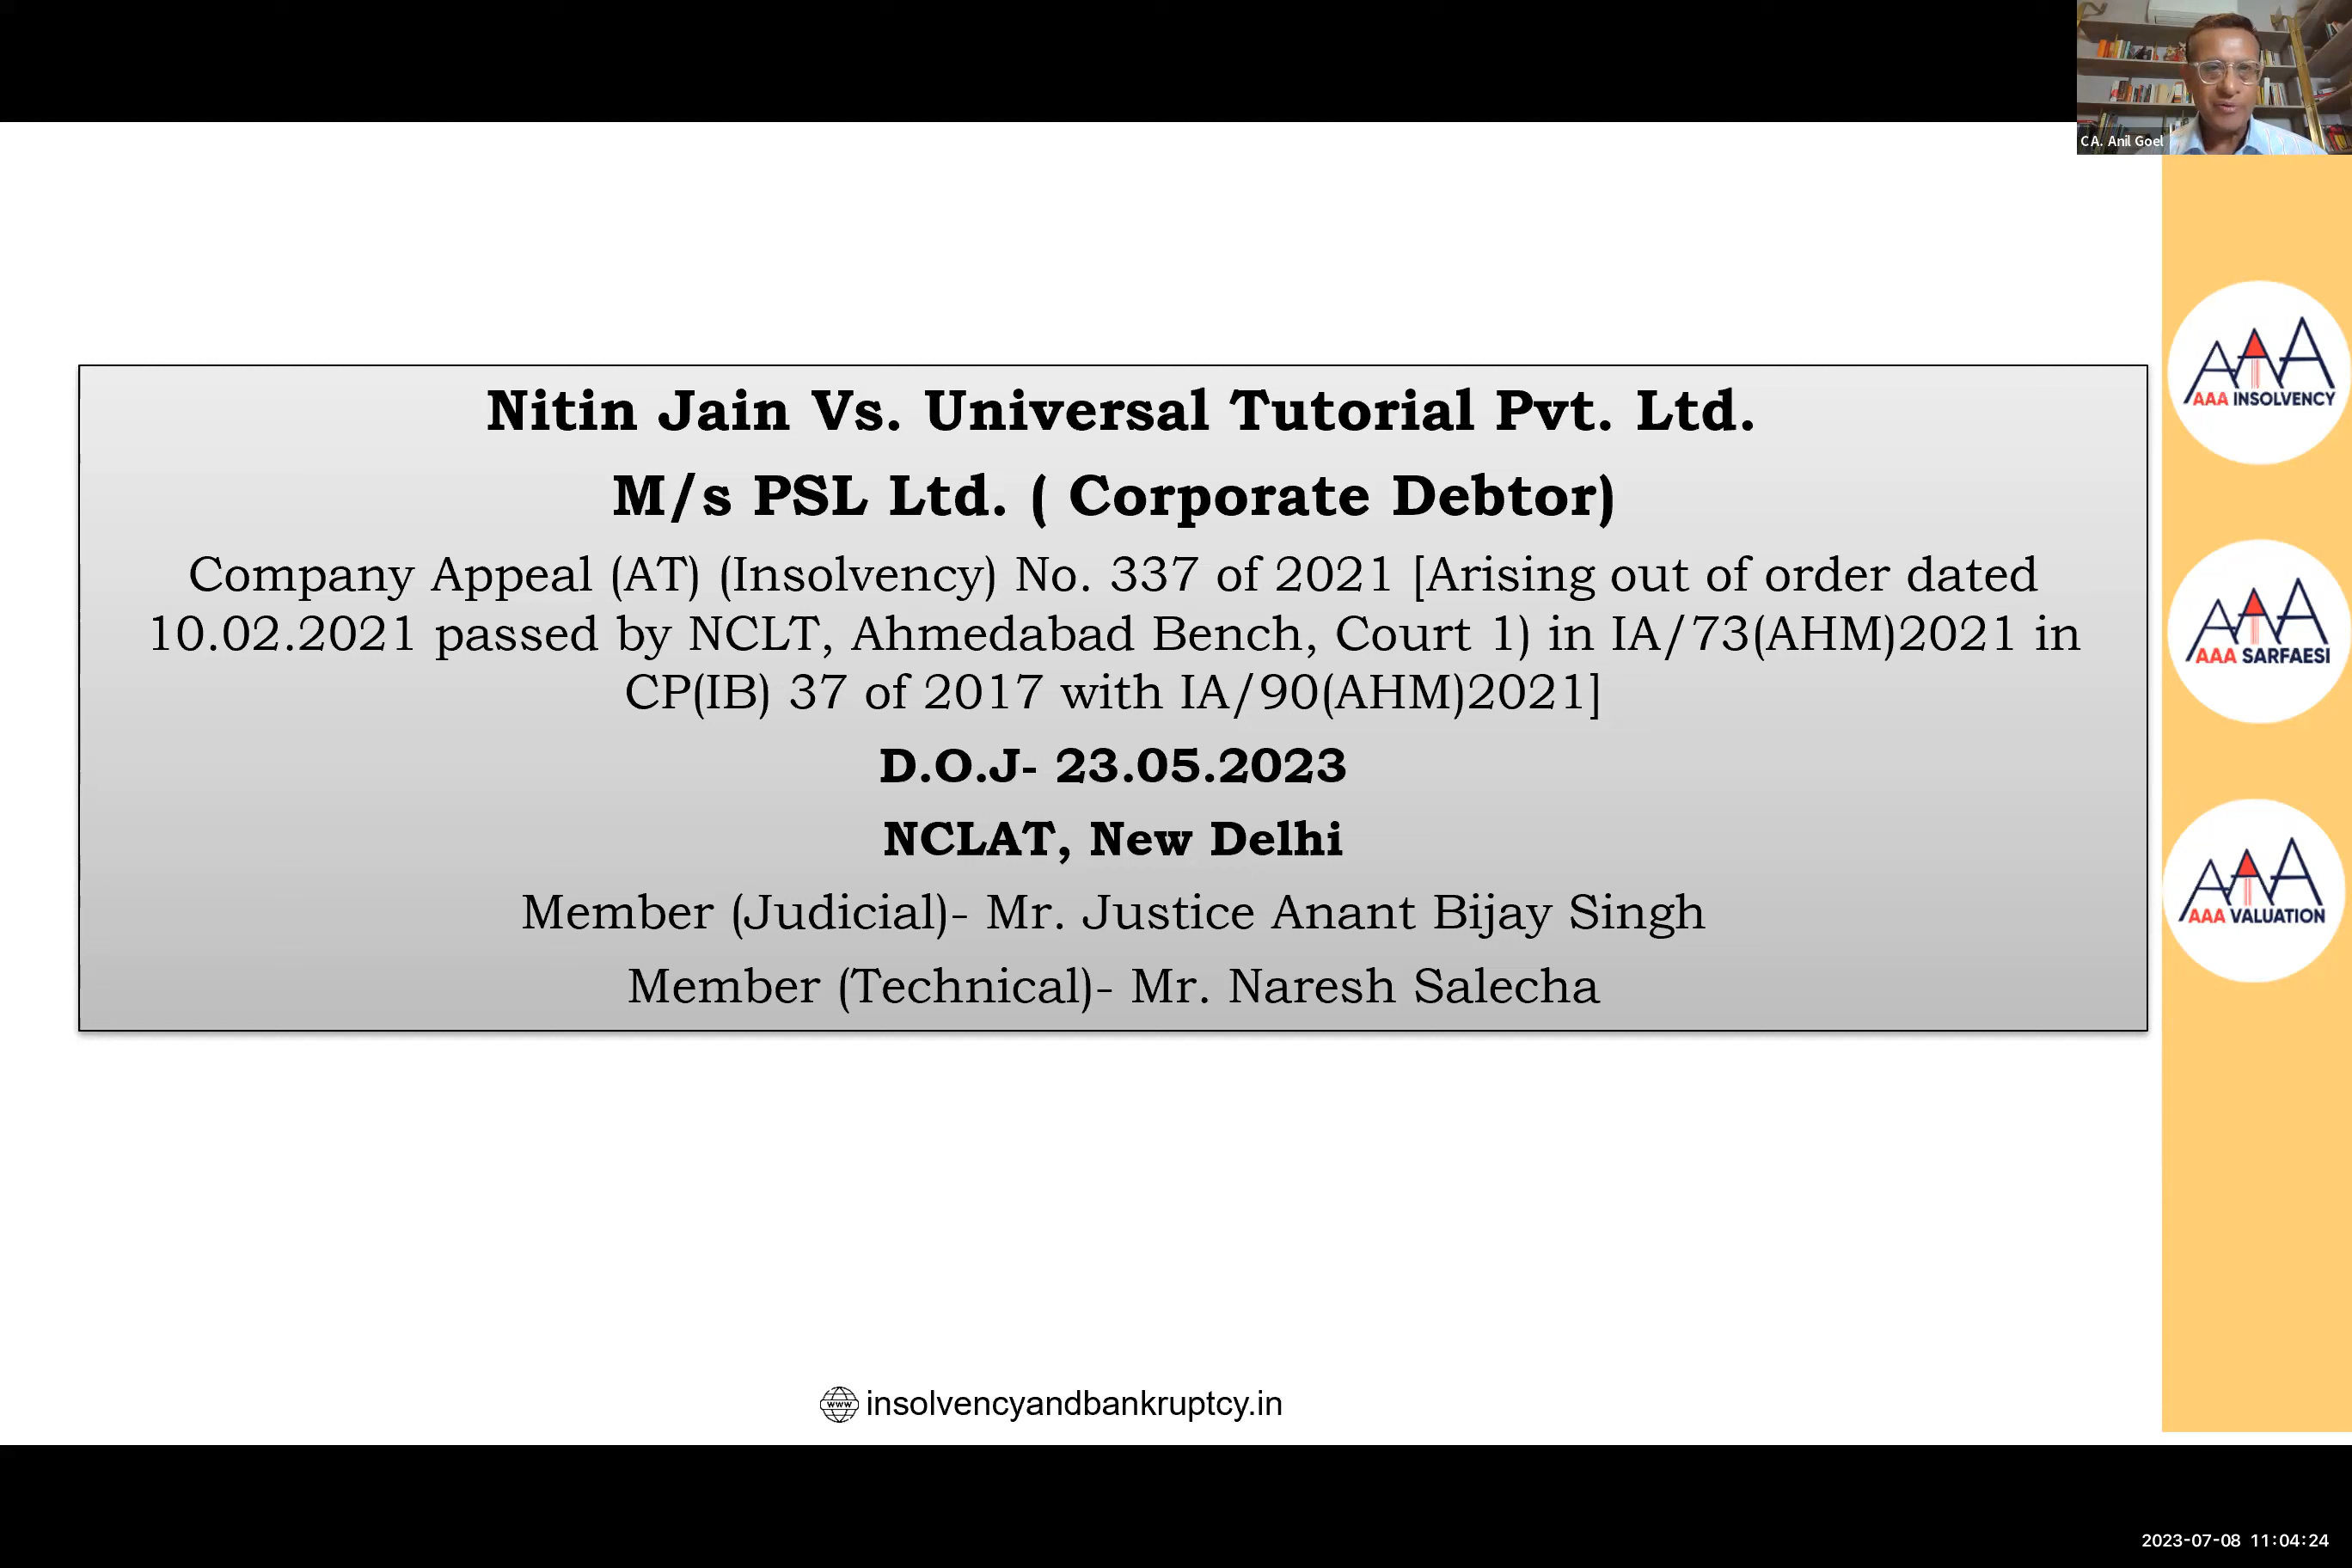 CA. Anil Goel
Nitin Jain Vs. Universal Tutorial Pvt. Ltd.
M/s PSL Ltd. ( Corporate Debtor)
Company Appeal (AT) (Insolvency) No. 337 of 2021 [Arising out of order dated
10.02.2021 passed by NCLT, Ahmedabad Bench, Court 1) in IA/73(AHM)2021 in
CP(IB) 37 of 2017 with IA/90(AHM)2021]
D.O.J- 23.05.2023
NCLAT, New Delhi
Member (Judicial)- Mr. Justice Anant Bijay Singh
Member (Technical)- Mr. Naresh Salecha
AAA INSOLVENCY
AAA SARFAESI
AAA VALUATION
www insolvencyandbankruptcy.in
2023-07-08 11:04:24